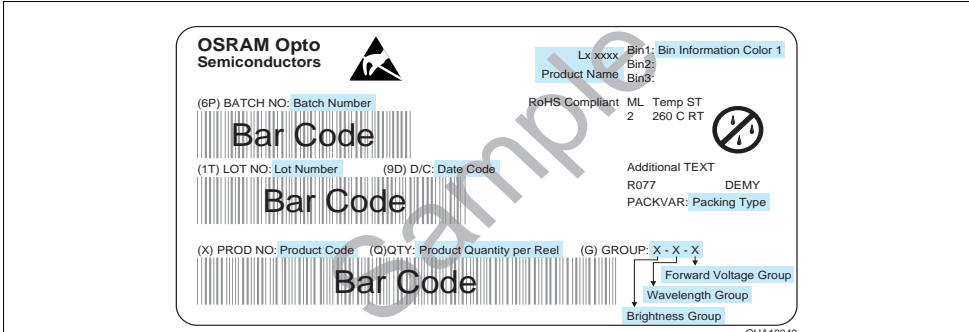 OSRAM Opto
Semiconductors
Lx xxxx
Product Name
Bin1: Bin Information Color 1
Bin2:
Bin3:
(6P) BATCH NO: Batch Number
Bar Code
RoHS Compliant
ML Temp ST
2 260 C RT
(1T) LOT NO: Lot Number (9D) D/C: Date Code
Bar Code
Additional TEXT
R077 DEMY
PACKVAR: Packing Type
(X) PROD NO: Product Code (Q)QTY: Product Quantity per Reel (G) GROUP: X - X - X
Bar Code
Forward Voltage Group
Wavelength Group
Brightness Group
Sample